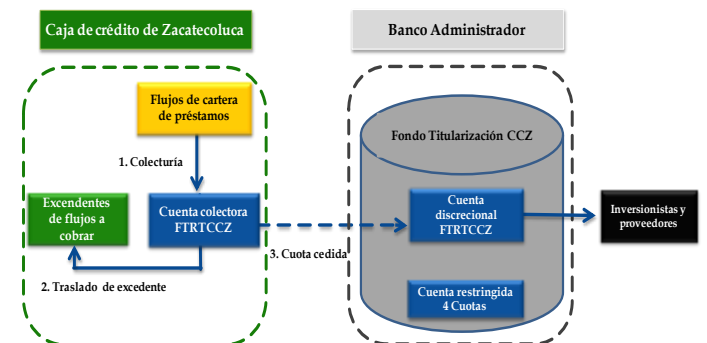 Caja de crédito de Zacatecoluca
Banco Administrador
Flujos de cartera
de préstamos
Fondo Titularización CCZ
1. Colecturía
Excendentes
de flujos a
cobrar
Cuenta colectora
FTRTCCZ
Cuenta
discrecional
FTRTCCZ
Inversionistas y
proveedores
3. Cuota cedida
2. Traslado de excedente
Cuenta restringida
4 Cuotas